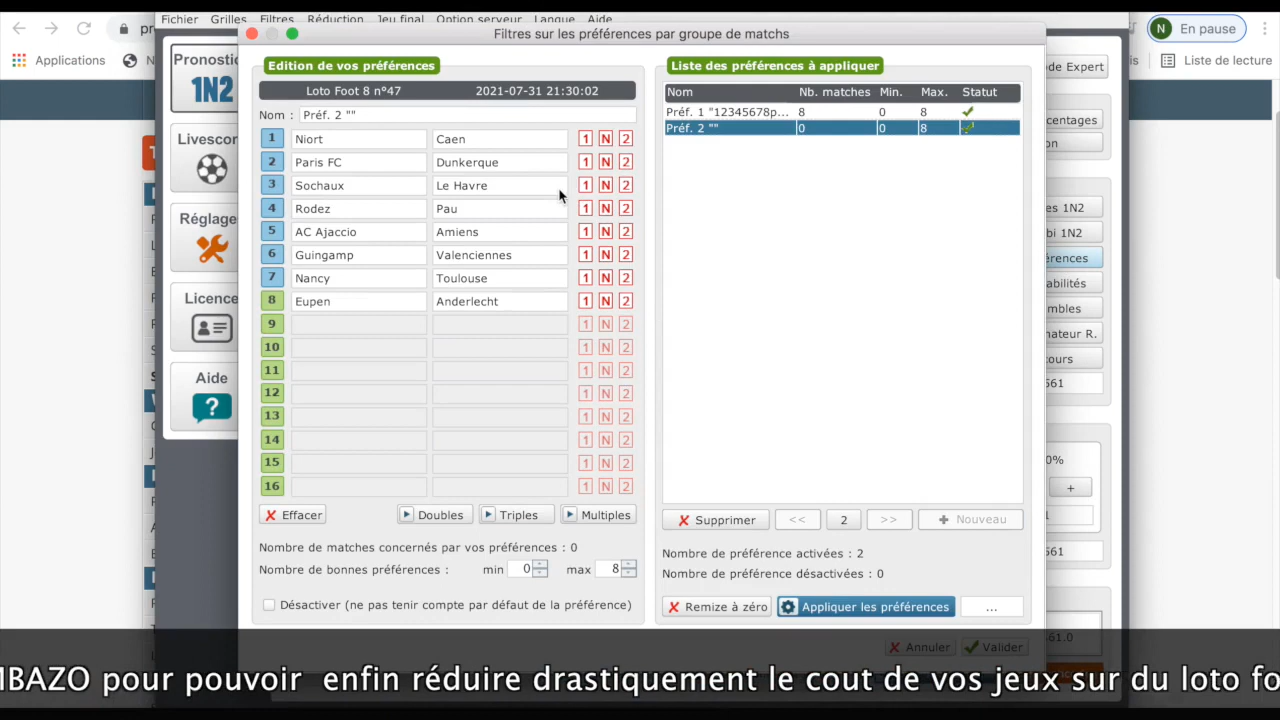 Fichier Grilles Filtres Réduction Jeu final Option serveur Langue Aide
Filtres sur les préférences par groupe de matchs
N En pause
Applications
Liste de lecture
Pronostic
1N2
Livescor
Réglage
Licence
Aide
Edition de vos préférences
Loto Foot 8 n°47 2021-07-31 21:30:02
Nom : Préf. 2 ""
1 Niort Caen 1 N 2
2 Paris FC Dunkerque 1 N 2
3 Sochaux Le Havre 1 N 2
4 Rodez Pau 1 N 2
5 AC Ajaccio Amiens 1 N 2
6 Guingamp Valenciennes 1 N 2
7 Nancy Toulouse 1 N 2
8 Eupen Anderlecht 1 N 2
9 1 N 2
10 1 N 2
11 1 N 2
12 1 N 2
13 1 N 2
14 1 N 2
15 1 N 2
16 1 N 2
Effacer Doubles Triples Multiples
Nombre de matches concernés par vos préférences : 0
Nombre de bonnes préférences : min 0 max 8
Désactiver (ne pas tenir compte par défaut de la préférence)
Liste des préférences à appliquer
Nom Nb. matches Min. Max. Statut
Préf. 1 "12345678p... 8 0 8
Préf. 2 "" 0 0 8
Supprimer << 2 >> Nouveau
Nombre de préférence activées : 2
Nombre de préférence désactivées : 0
Remize à zéro Appliquer les préférences ...
Annuler Valider
de Expert
centages
on
es 1N2
bi 1N2
érences
abilités
mbles
nateur R.
cours
561
0%
+
1
561
61.0
MBAZO pour pouvoir enfin réduire drastiquement le cout de vos jeux sur du loto fo